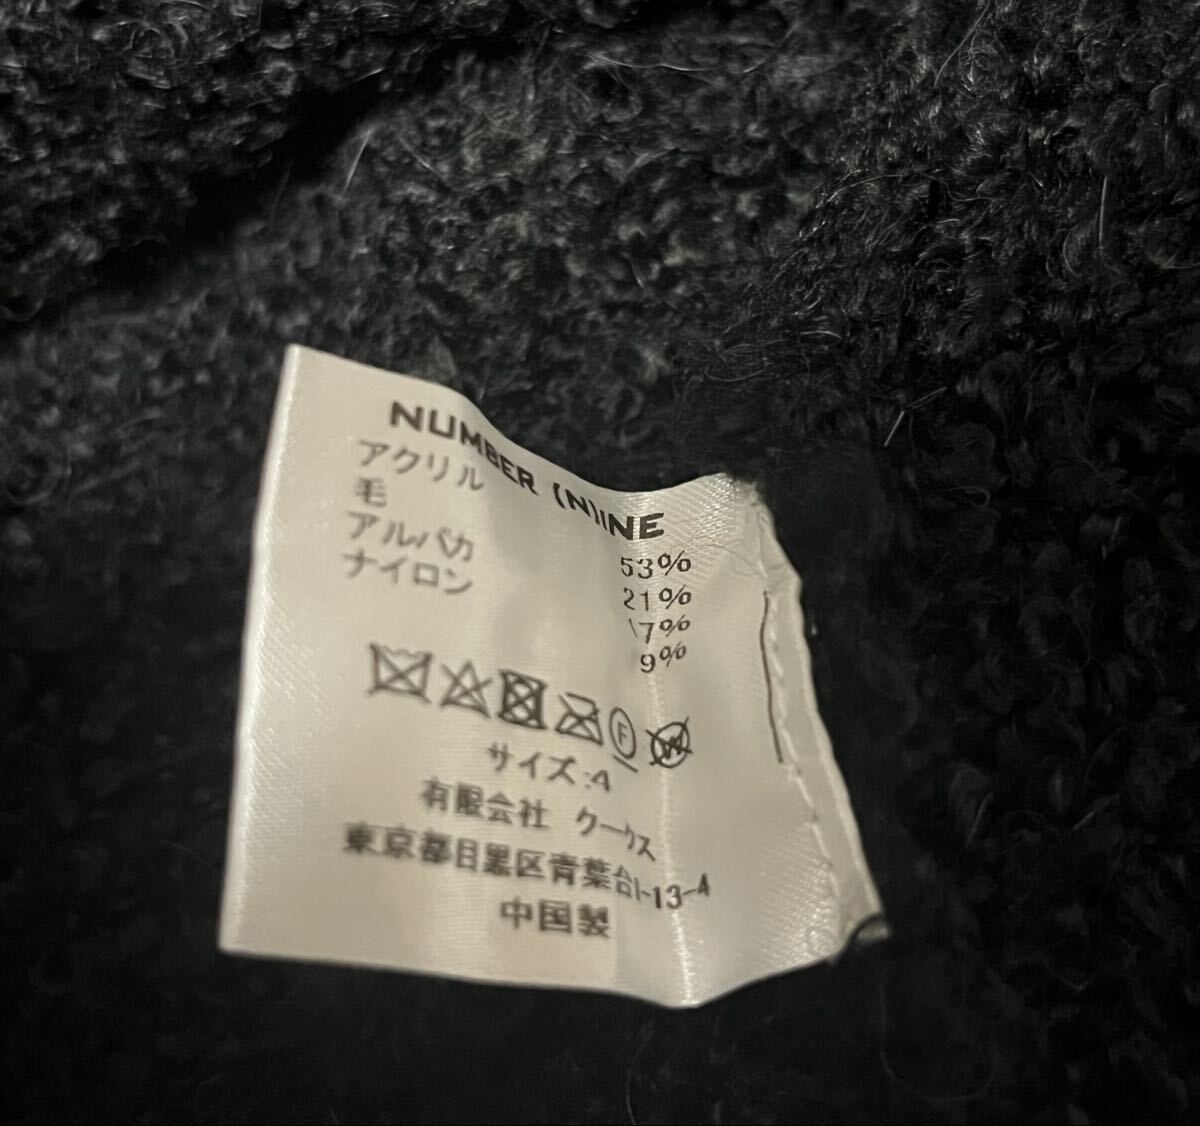 NUMBER (N)INE
アクリル 53%
毛 21%
アルパカ 17%
ナイロン 9%
F W
サイズ:4
有限会社 クークス
東京都目黒区青葉台1-13-4
中国製